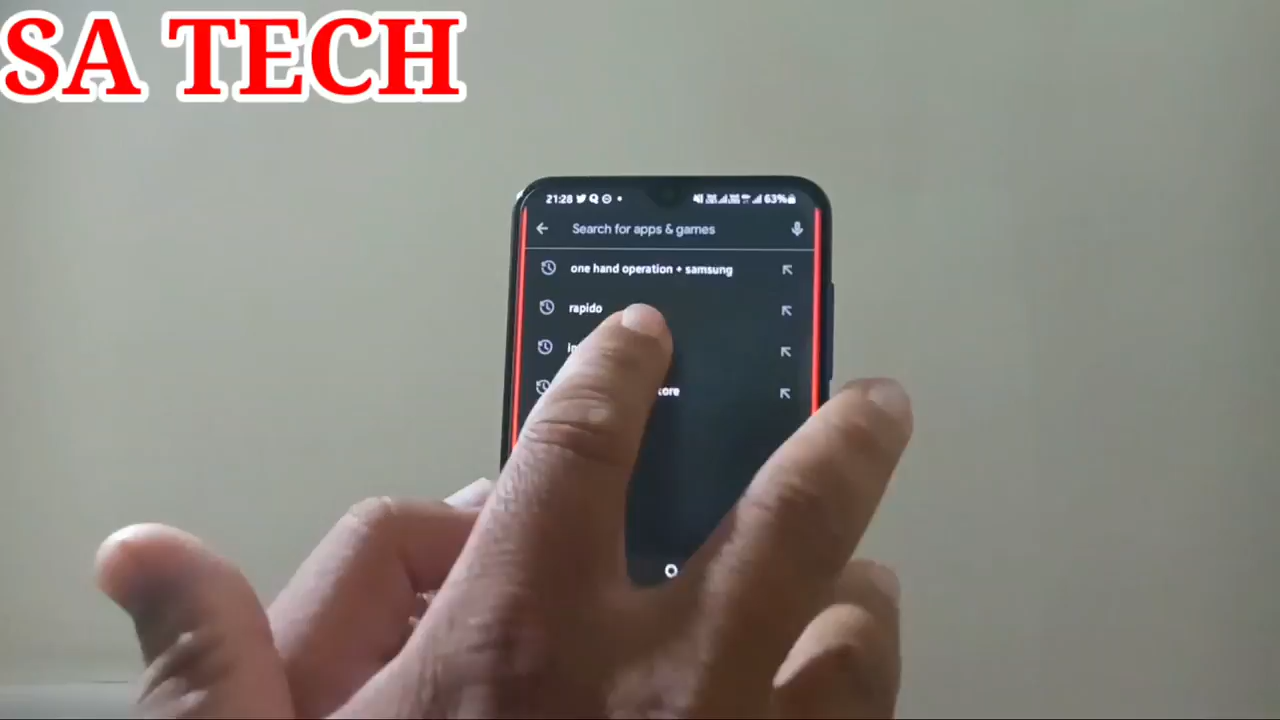 SA TECH
21:28
63%
Search for apps & games
one hand operation + samsung
rapido